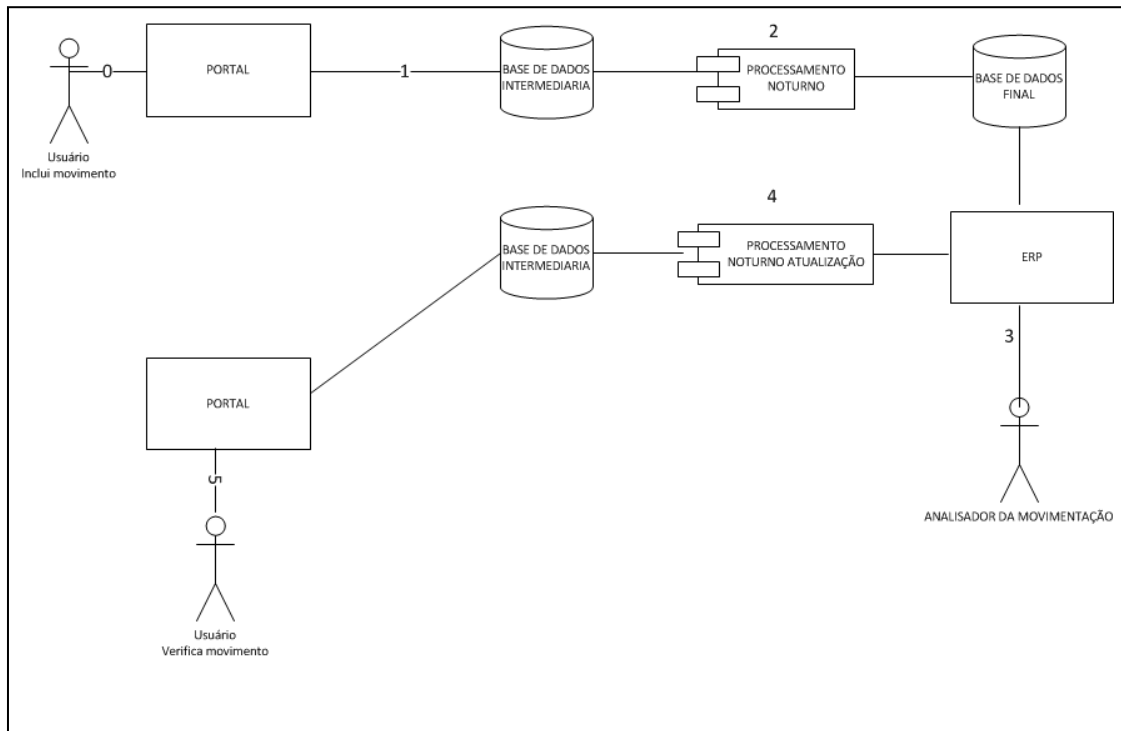 2
0
PORTAL
1
BASE DE DADOS
INTERMEDIARIA
PROCESSAMENTO
NOTURNO
BASE DE DADOS
FINAL
Usuário
Inclui movimento
4
BASE DE DADOS
INTERMEDIARIA
PROCESSAMENTO
NOTURNO ATUALIZAÇÃO
ERP
3
PORTAL
5
ANALISADOR DA MOVIMENTAÇÃO
Usuário
Verifica movimento